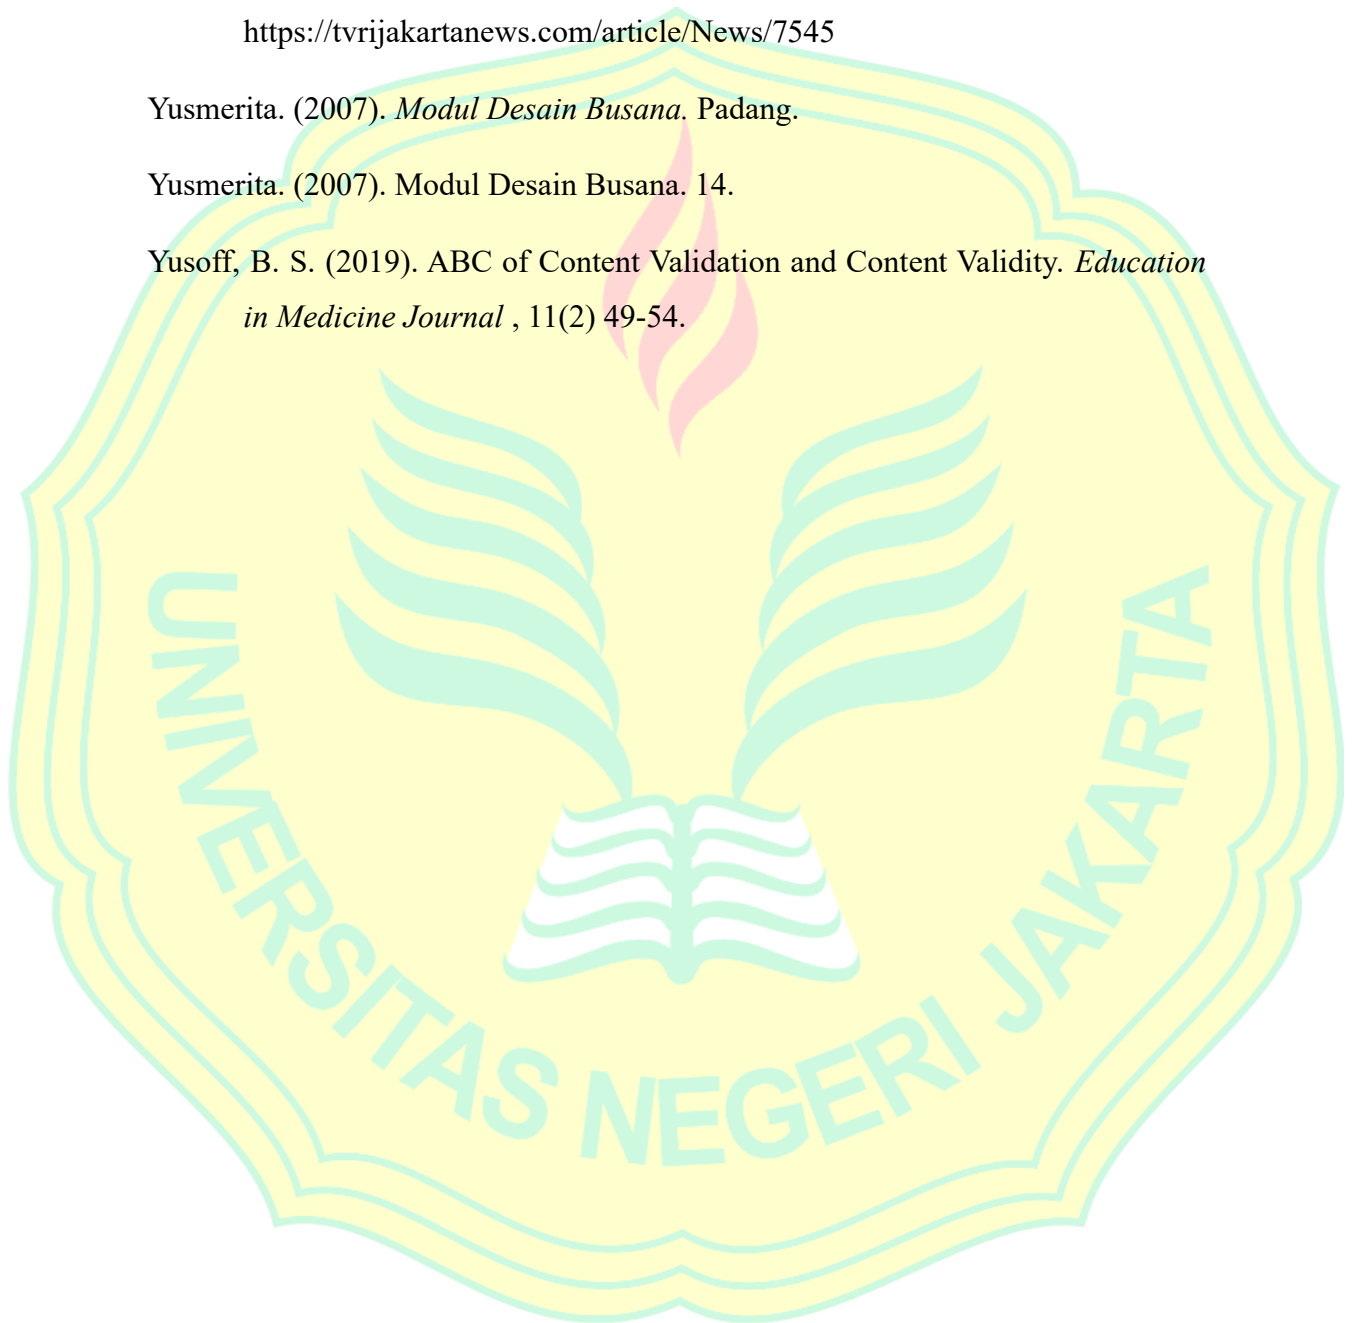 https://tvrijakartanews.com/article/News/7545
Yusmerita. (2007). Modul Desain Busana. Padang.
Yusmerita. (2007). Modul Desain Busana. 14.
Yusoff, B. S. (2019). ABC of Content Validation and Content Validity. Education
in Medicine Journal , 11(2) 49-54.
UNIVERSITAS NEGERI JAKARTA